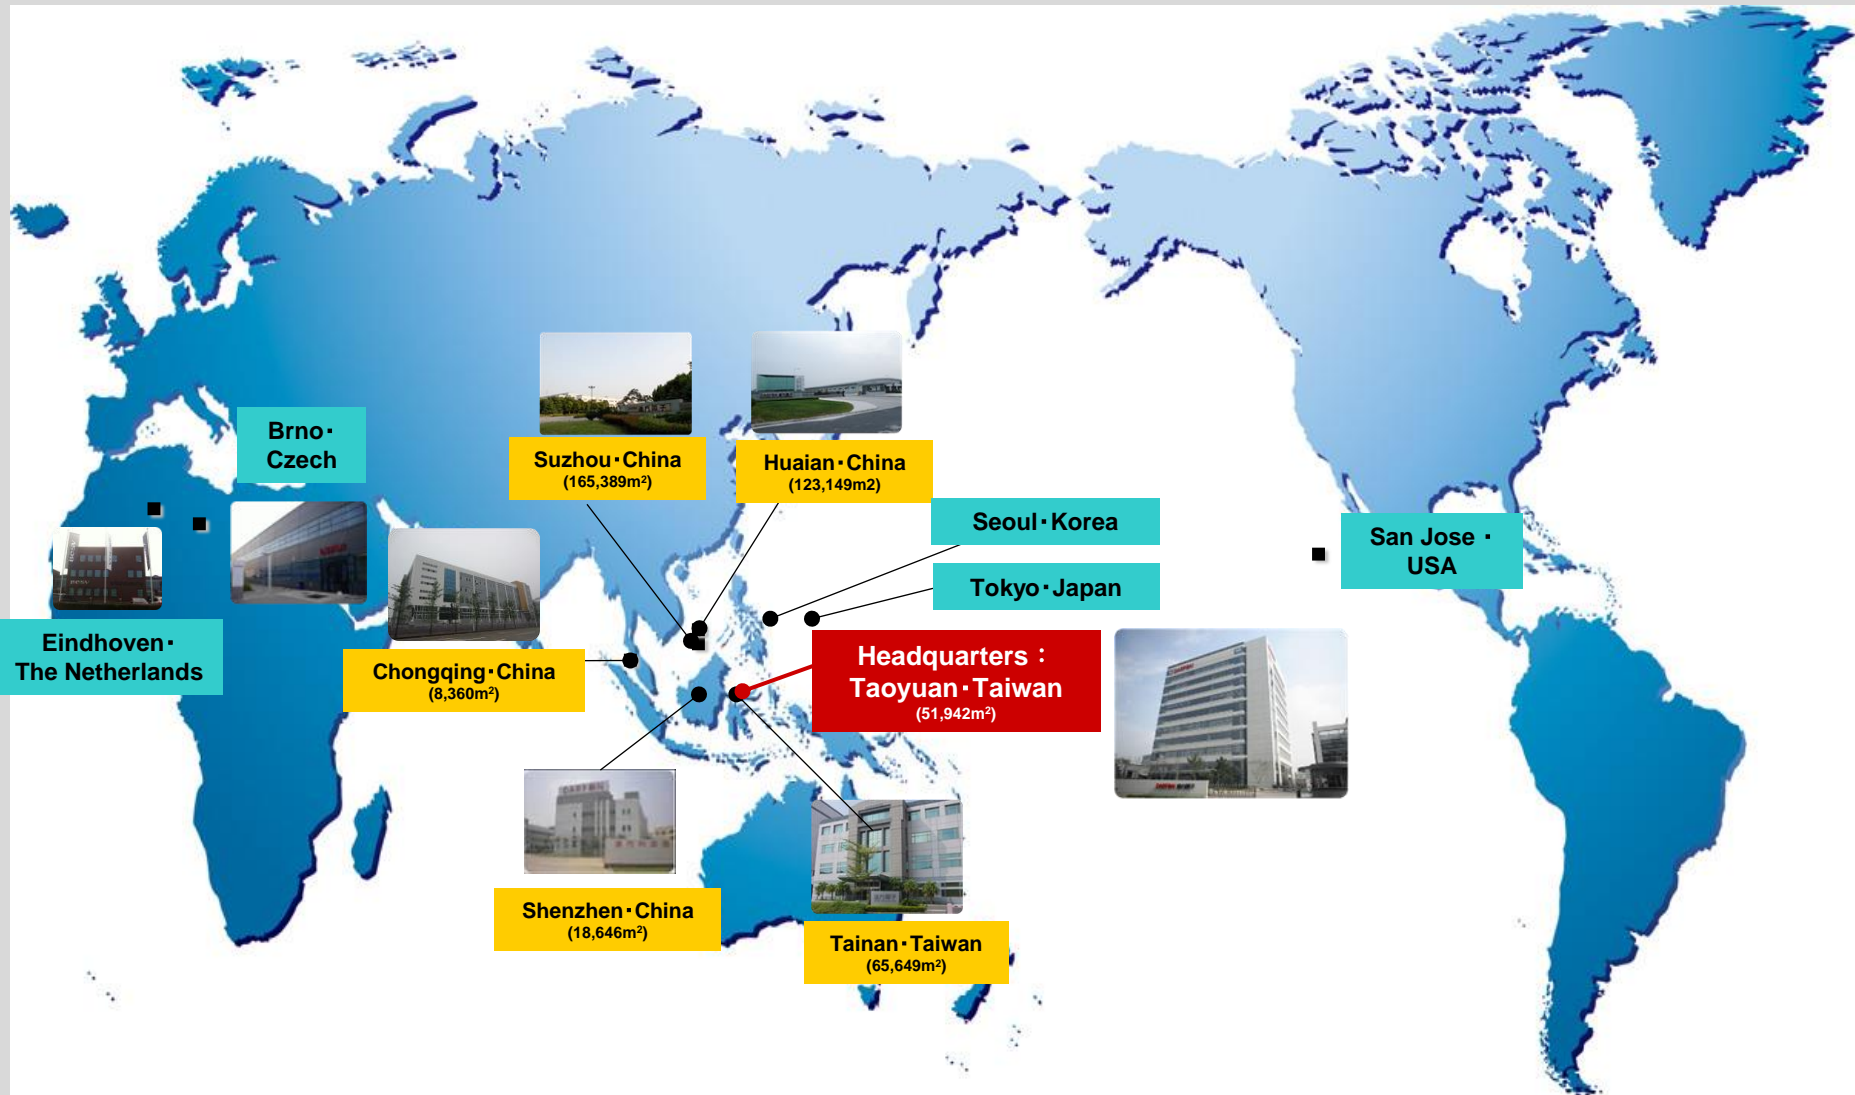 Brno‧
Czech
Suzhou‧China
(165,389m²)
Huaian‧China
(123,149m2)
Seoul‧Korea
San Jose‧
USA
Tokyo‧Japan
Eindhoven‧
The Netherlands
Chongqing‧China
(8,360m²)
Headquarters：
Taoyuan‧Taiwan
(51,942m²)
Shenzhen‧China
(18,646m²)
Tainan‧Taiwan
(65,649m²)